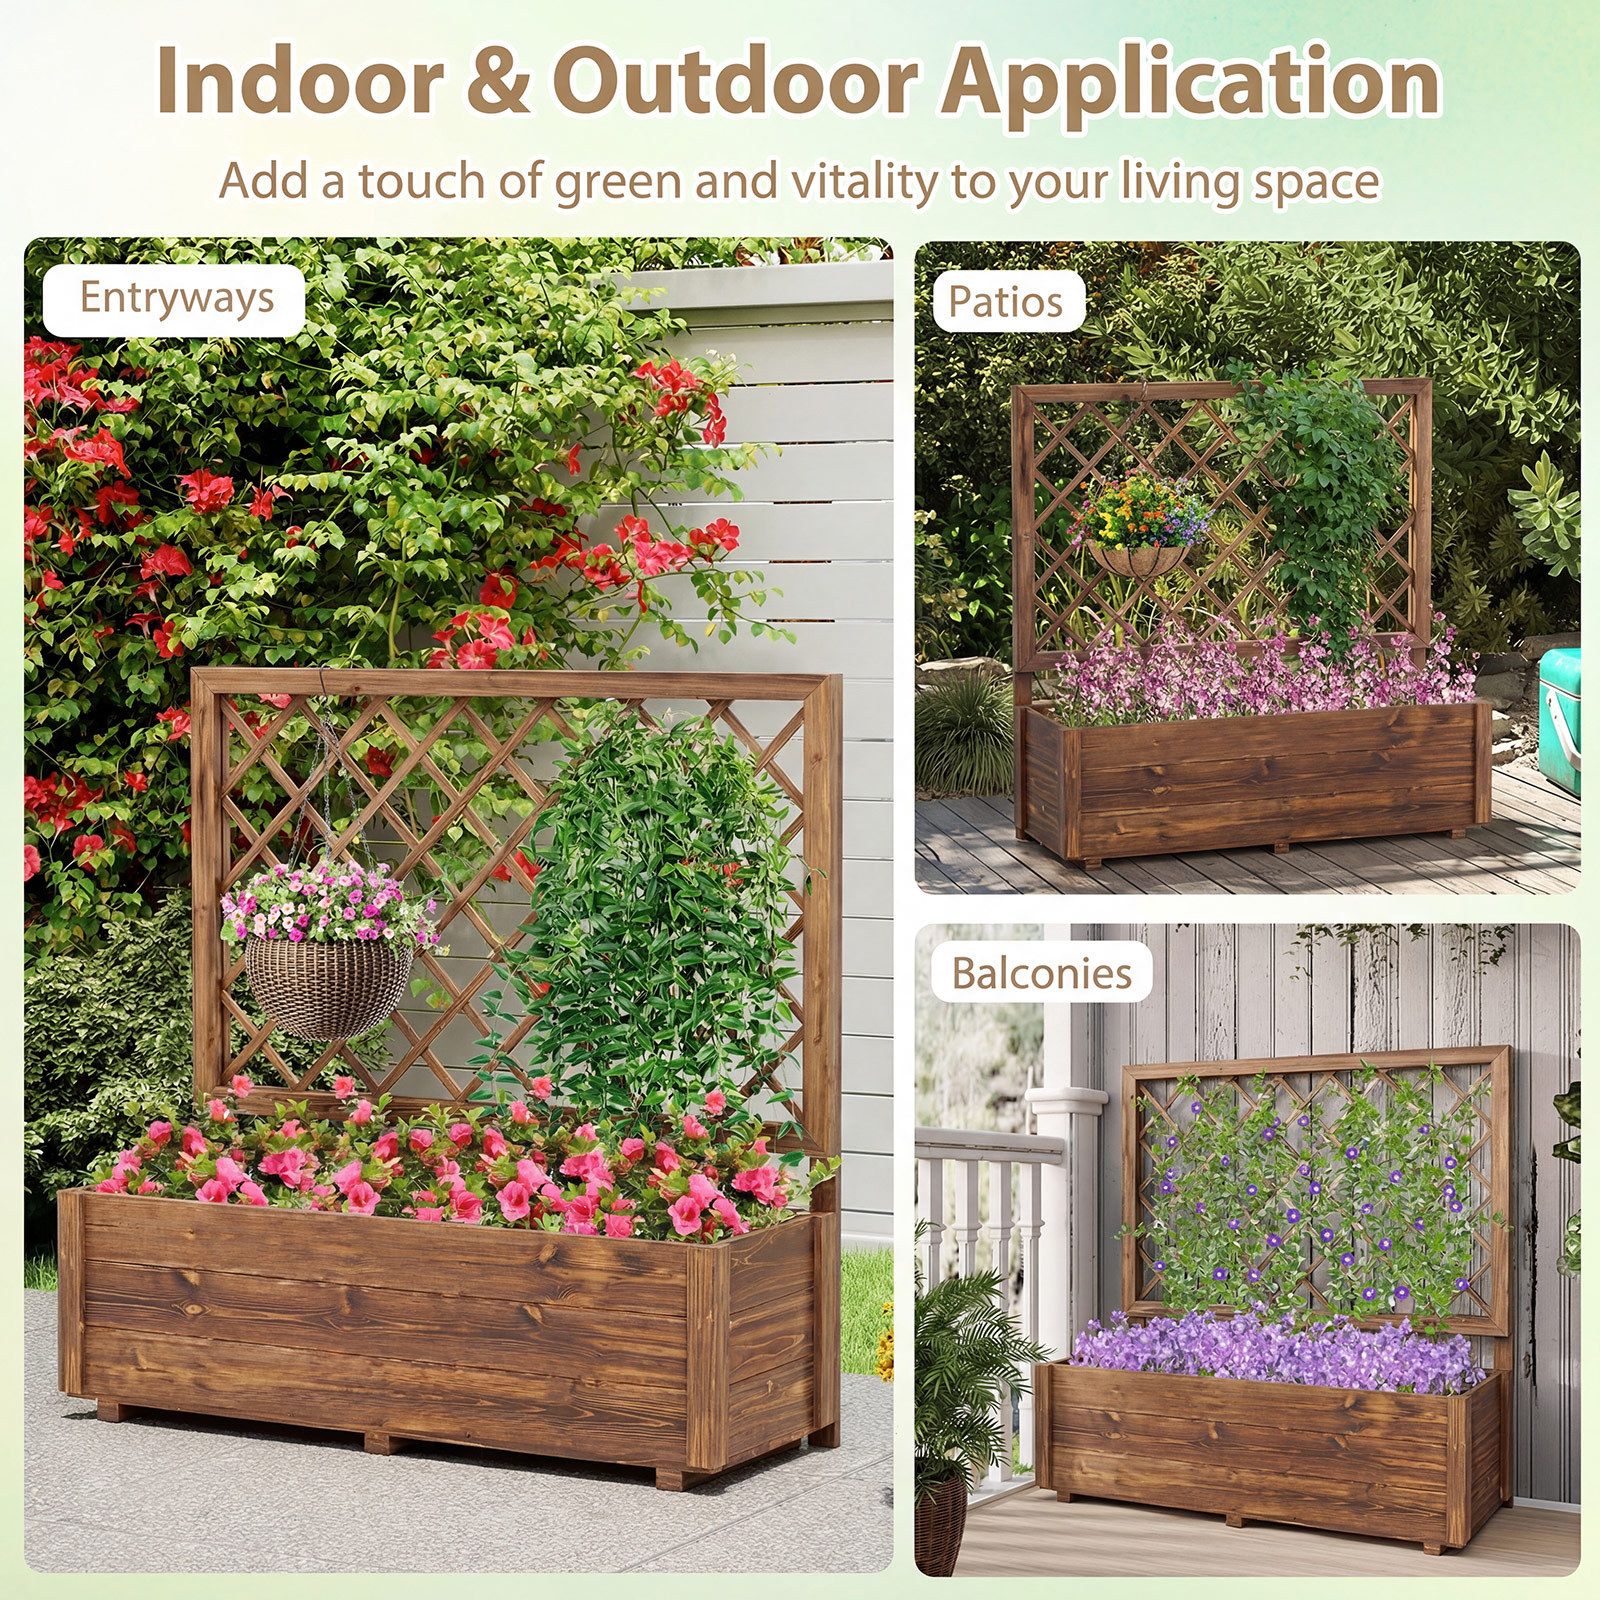 Indoor & Outdoor Application
Add a touch of green and vitality to your living space
Entryways
Patios
Balconies